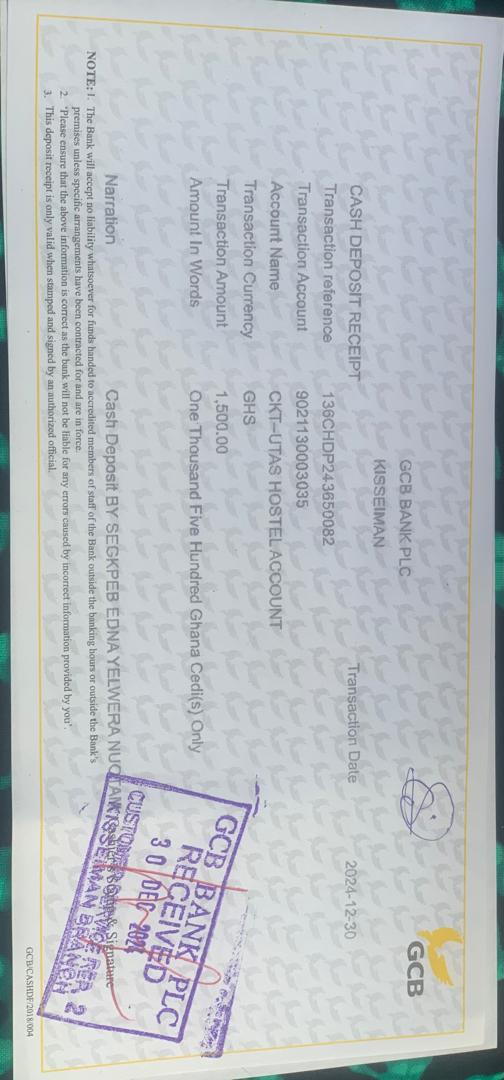 GCB
GCB BANK PLC
KISSEIMAN
CASH DEPOSIT RECEIPT
Transaction Date 2024-12-30
Transaction reference 136CHDP243650082
Transaction Account 9021130003035
Account Name CKT-UTAS HOSTEL ACCOUNT
Transaction Currency GHS
Transaction Amount 1,500.00
Amount In Words One Thousand Five Hundred Ghana Cedi(s) Only
Narration Cash Deposit BY SEGKPEB EDNA YELWERA NUOTAA
& Signature
GCB BANK PLC
RECEIVED
30 DEC 2024
KISSEIMAN BRANCH
NOTE: 1. The Bank will accept no liability whatsoever for funds handed to accredited members of staff of the Bank outside the banking hours or outside the Bank's
premises unless specific arrangements have been contracted for and are in force.
2. 'Please ensure that the above information is correct as the bank will not be liable for any errors caused by incorrect information provided by you'.
3. This deposit receipt is only valid when stamped and signed by an authorized official.
GCB/CASHDF/2018/004